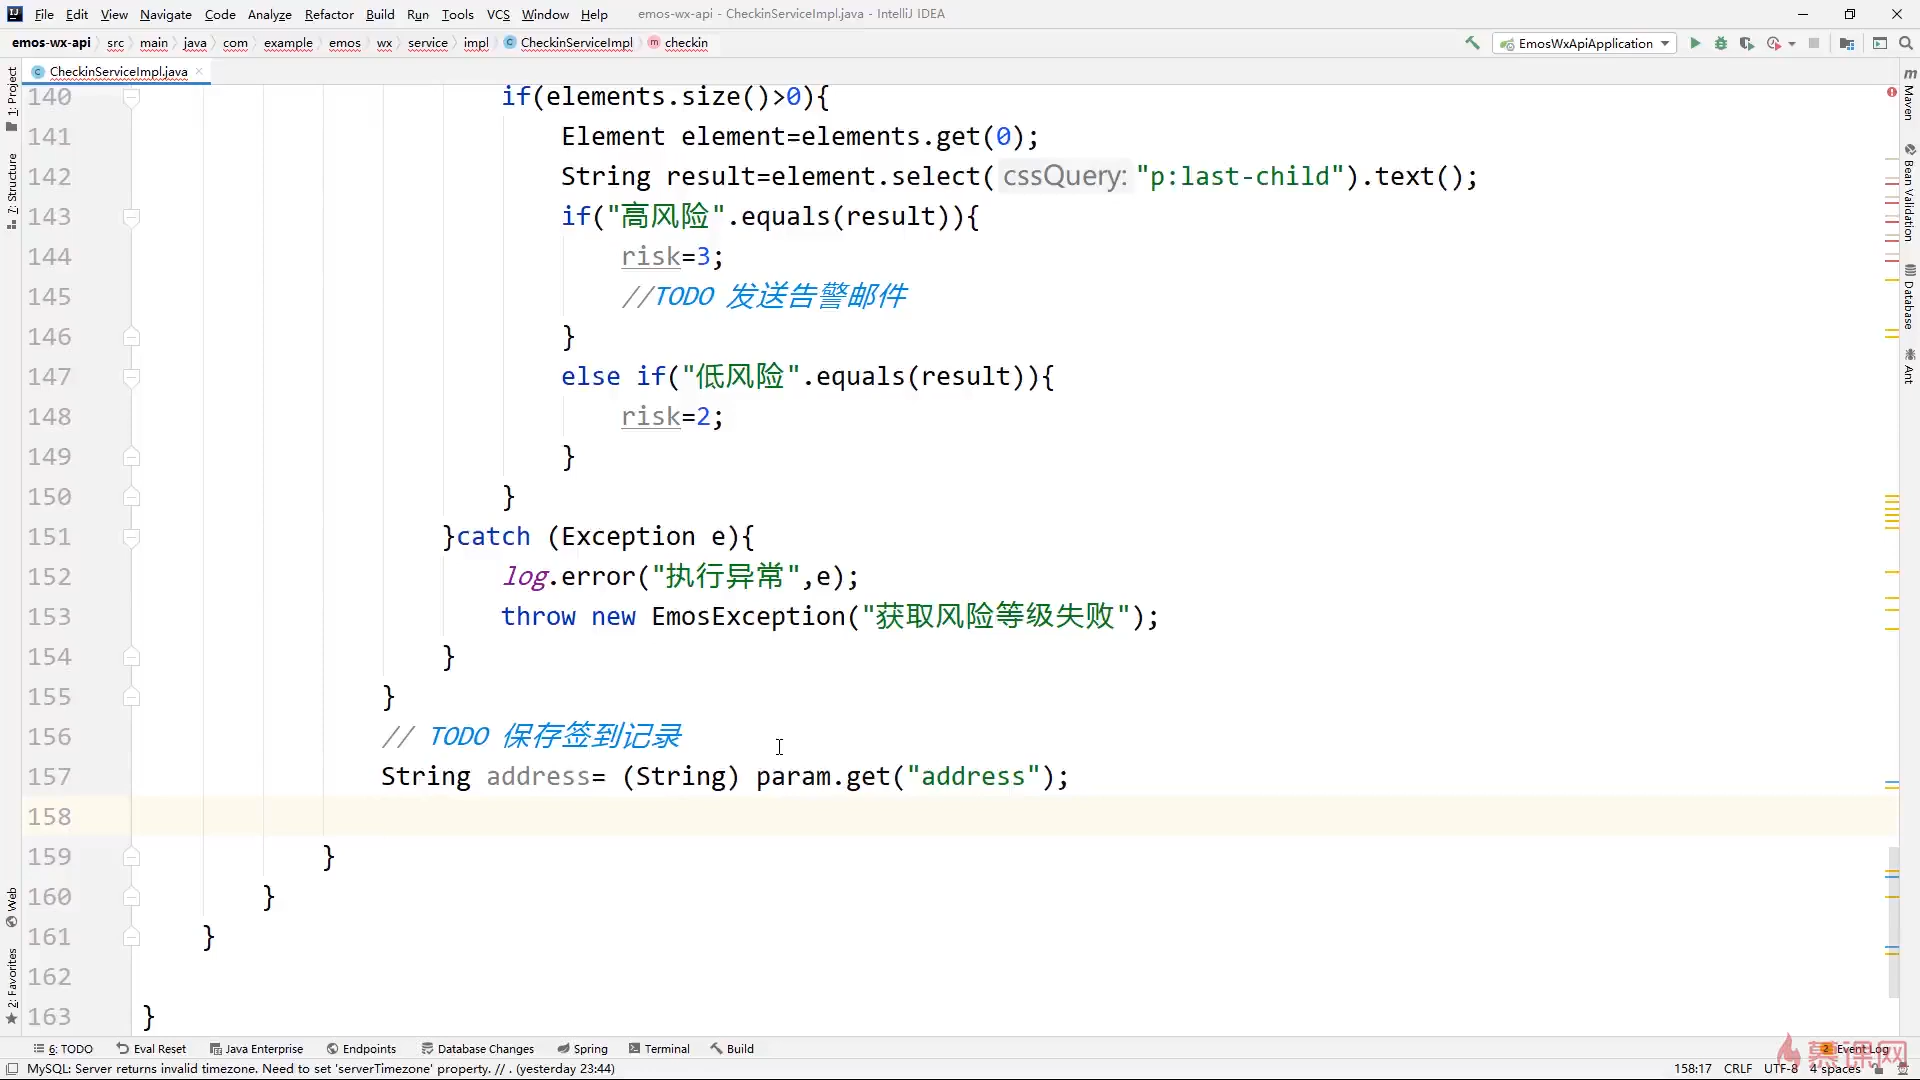 File Edit View Navigate Code Analyze Refactor Build Run Tools VCS Window Help emos-wx-api - CheckinServiceImpl.java - IntelliJ IDEA
emos-wx-api src main java com example emos wx service impl CheckinServiceImpl checkin EmosWxApiApplication
CheckinServiceImpl.java
140 if(elements.size()>0){
141 Element element=elements.get(0);
142 String result=element.select( cssQuery: "p:last-child").text();
143 if("高风险".equals(result)){
144 risk=3;
145 //TODO 发送告警邮件
146 }
147 else if("低风险".equals(result)){
148 risk=2;
149 }
150 }
151 }catch (Exception e){
152 log.error("执行异常",e);
153 throw new EmosException("获取风险等级失败");
154 }
155 }
156 // TODO 保存签到记录
157 String address= (String) param.get("address");
158
159 }
160 }
161 }
162
163 }
1: Project
7: Structure
Web
2: Favorites
Maven
Bean Validation
Database
Ant
6: TODO Eval Reset Java Enterprise Endpoints Database Changes Spring Terminal Build 2 Event Log
MySQL: Server returns invalid timezone. Need to set 'serverTimezone' property. // . (yesterday 23:44) 158:17 CRLF UTF-8 4 spaces
慕课网